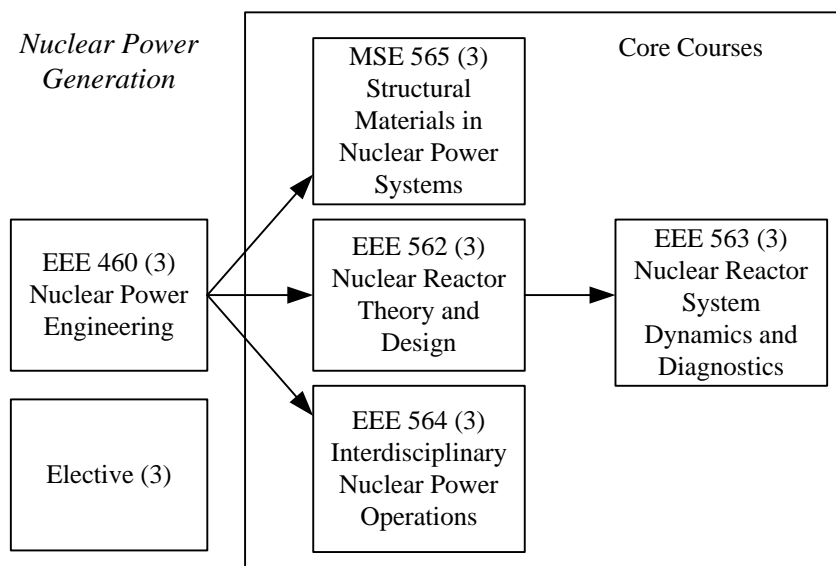 Nuclear Power
Generation
Core Courses
MSE 565 (3)
Structural
Materials in
Nuclear Power
Systems
EEE 460 (3)
Nuclear Power
Engineering
EEE 562 (3)
Nuclear Reactor
Theory and
Design
EEE 563 (3)
Nuclear Reactor
System
Dynamics and
Diagnostics
Elective (3)
EEE 564 (3)
Interdisciplinary
Nuclear Power
Operations